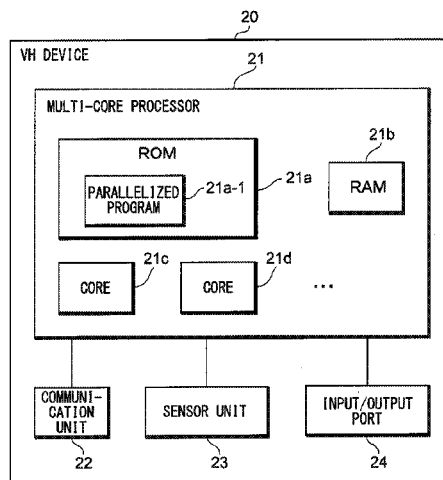 20
VH DEVICE
21
MULTI-CORE PROCESSOR
ROM
21b
PARALLELIZED
PROGRAM
21a-1
21a
RAM
21c
21d
CORE
CORE
...
COMMUNI-
CATION
UNIT
SENSOR UNIT
INPUT/OUTPUT
PORT
22
23
24